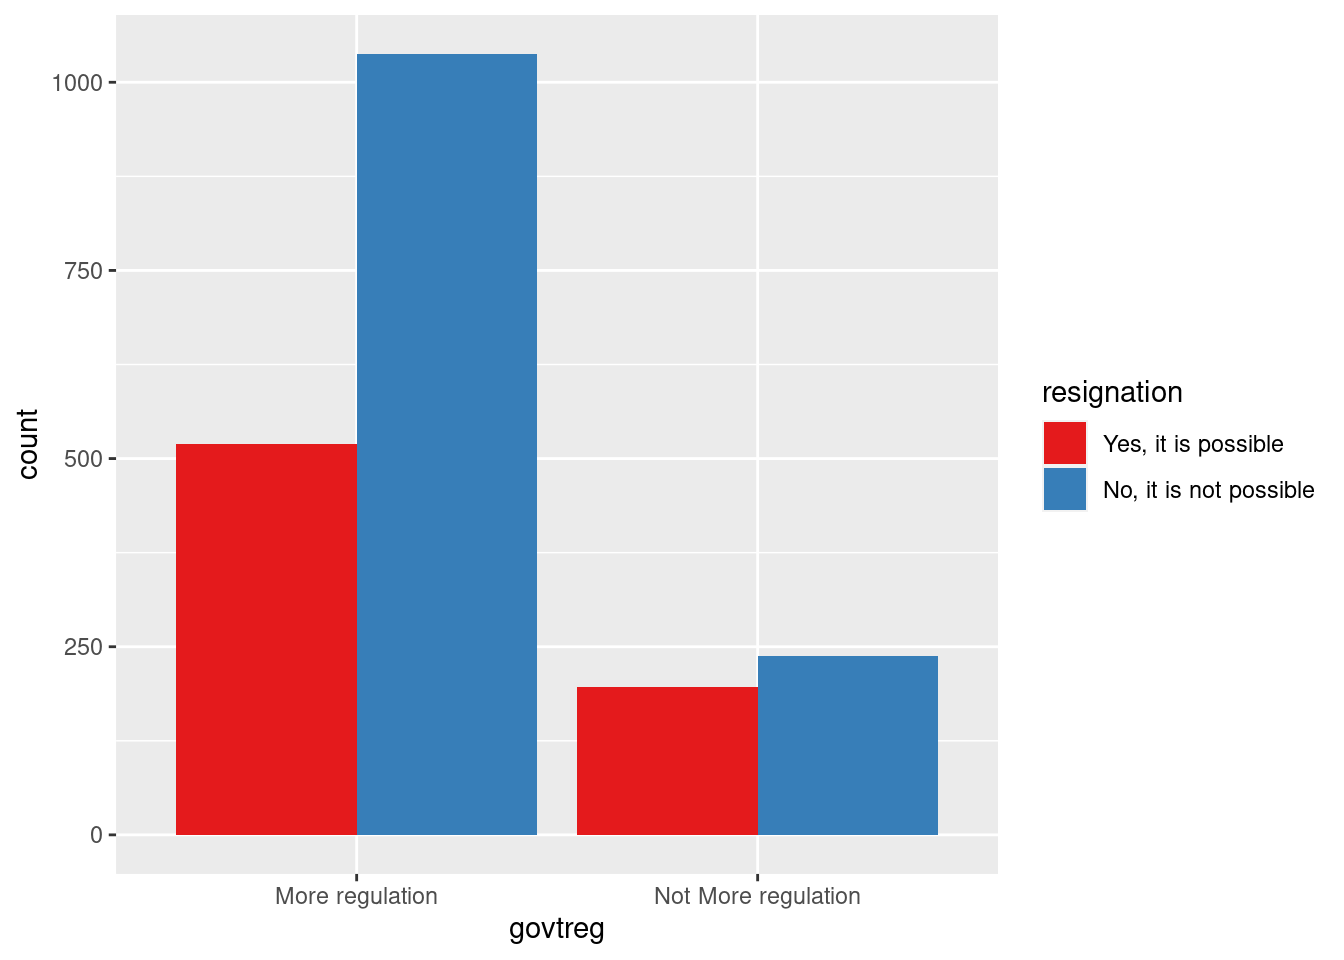 1000
750
500
250
0
count
More regulation
Not More regulation
govtreg
resignation
Yes, it is possible
No, it is not possible